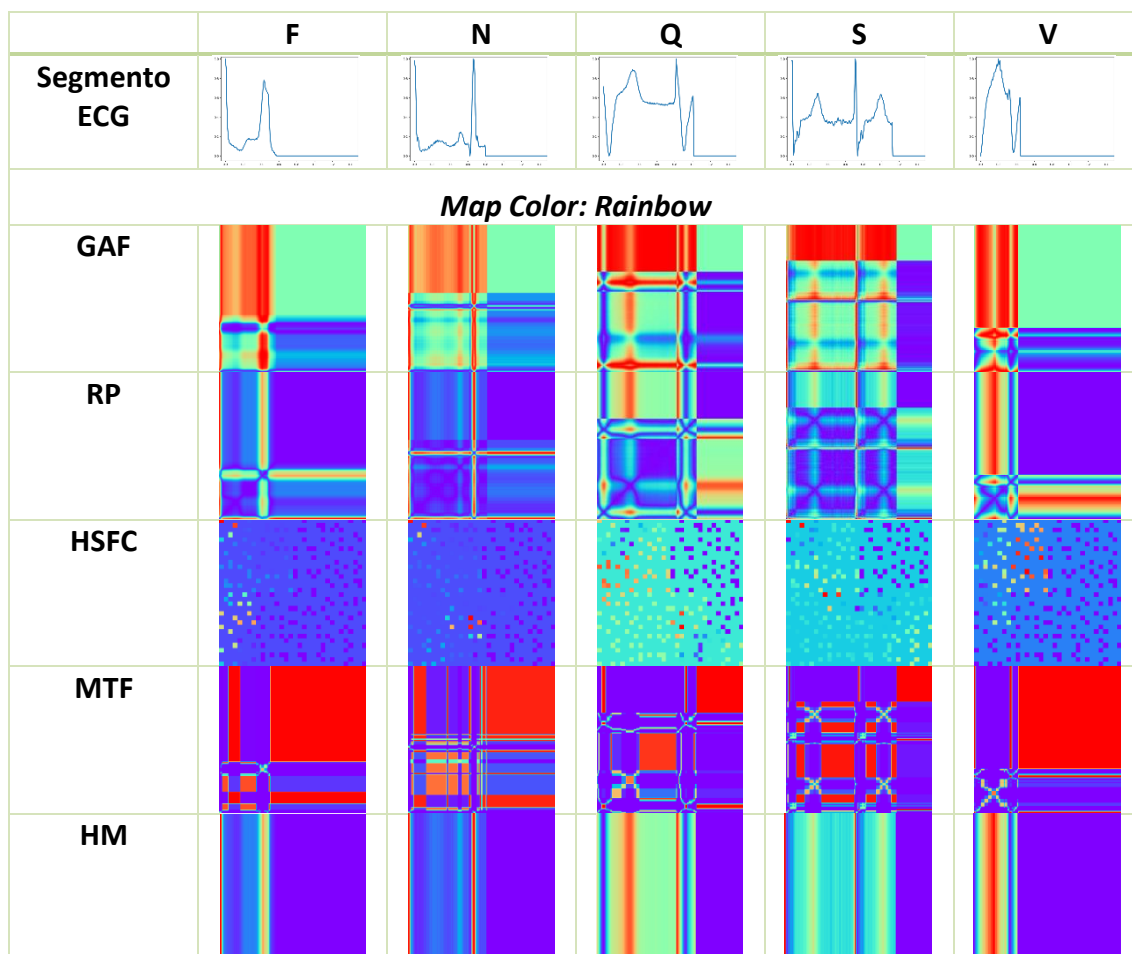 F N Q S V
Segmento
ECG
Map Color: Rainbow
GAF
RP
HSFC
MTF
HM